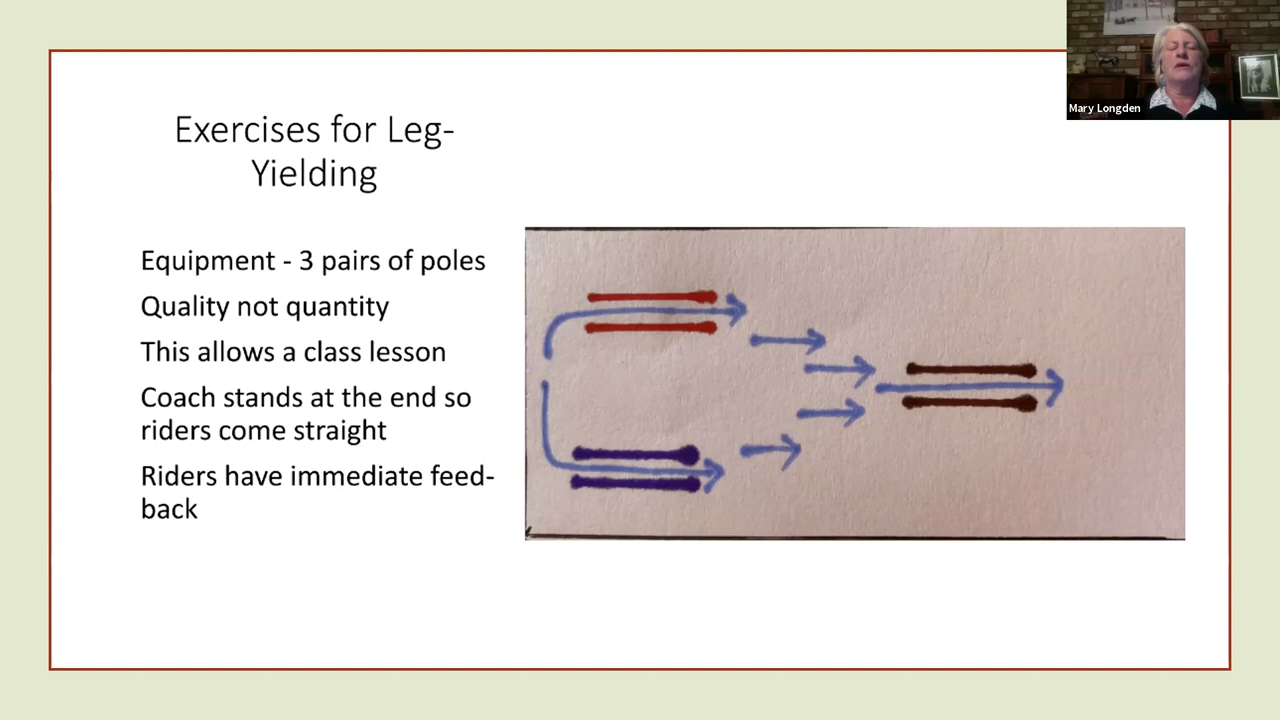 Mary Longden
Exercises for Leg-
Yielding
Equipment - 3 pairs of poles
Quality not quantity
This allows a class lesson
Coach stands at the end so
riders come straight
Riders have immediate feed-
back